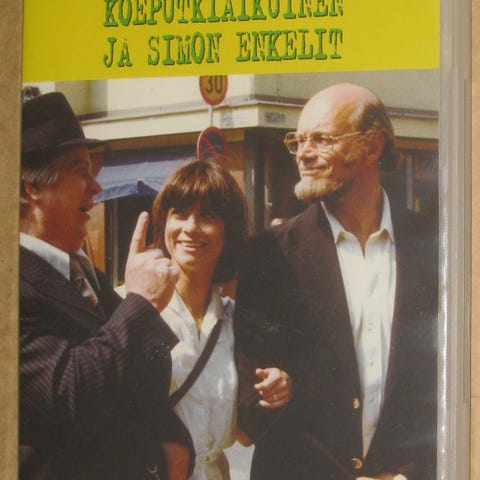 KOEPUTKIAIKUINEN
JA SIMON ENKELIT
30